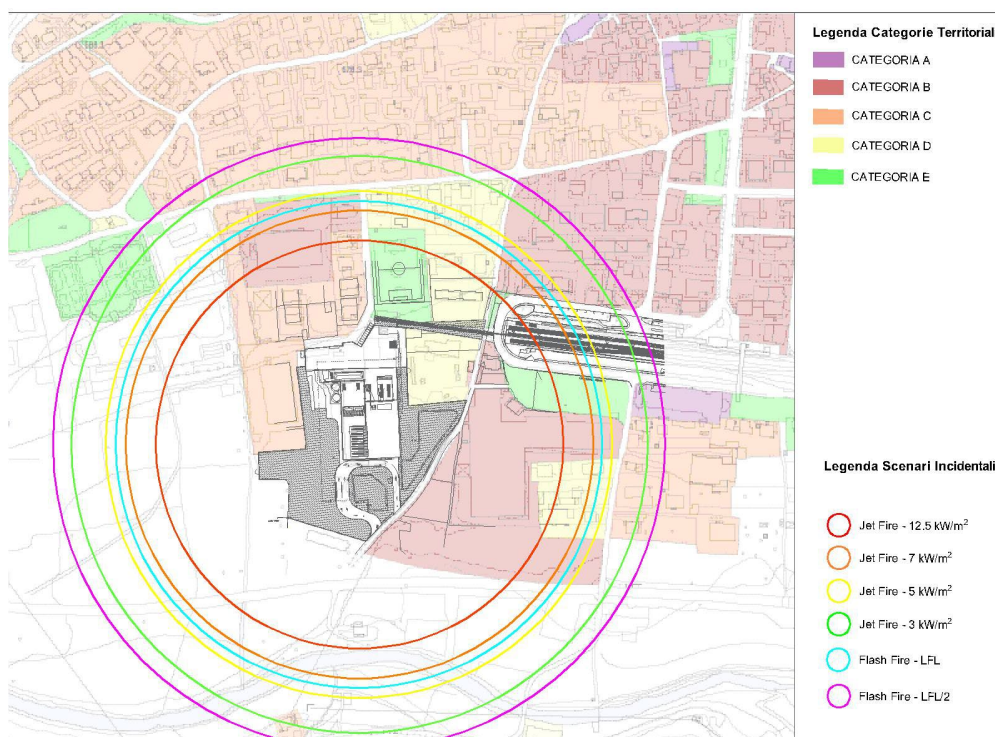 Legenda Categorie Territorial
CATEGORIA A
CATEGORIA B
CATEGORIA C
CATEGORIA D
CATEGORIA E
Legenda Scenari Incidentali
Jet Fire - 12.5 kW/m²
Jet Fire - 7 kW/m²
Jet Fire - 5 kW/m²
Jet Fire - 3 kW/m²
Flash Fire - LFL
Flash Fire - LFL/2